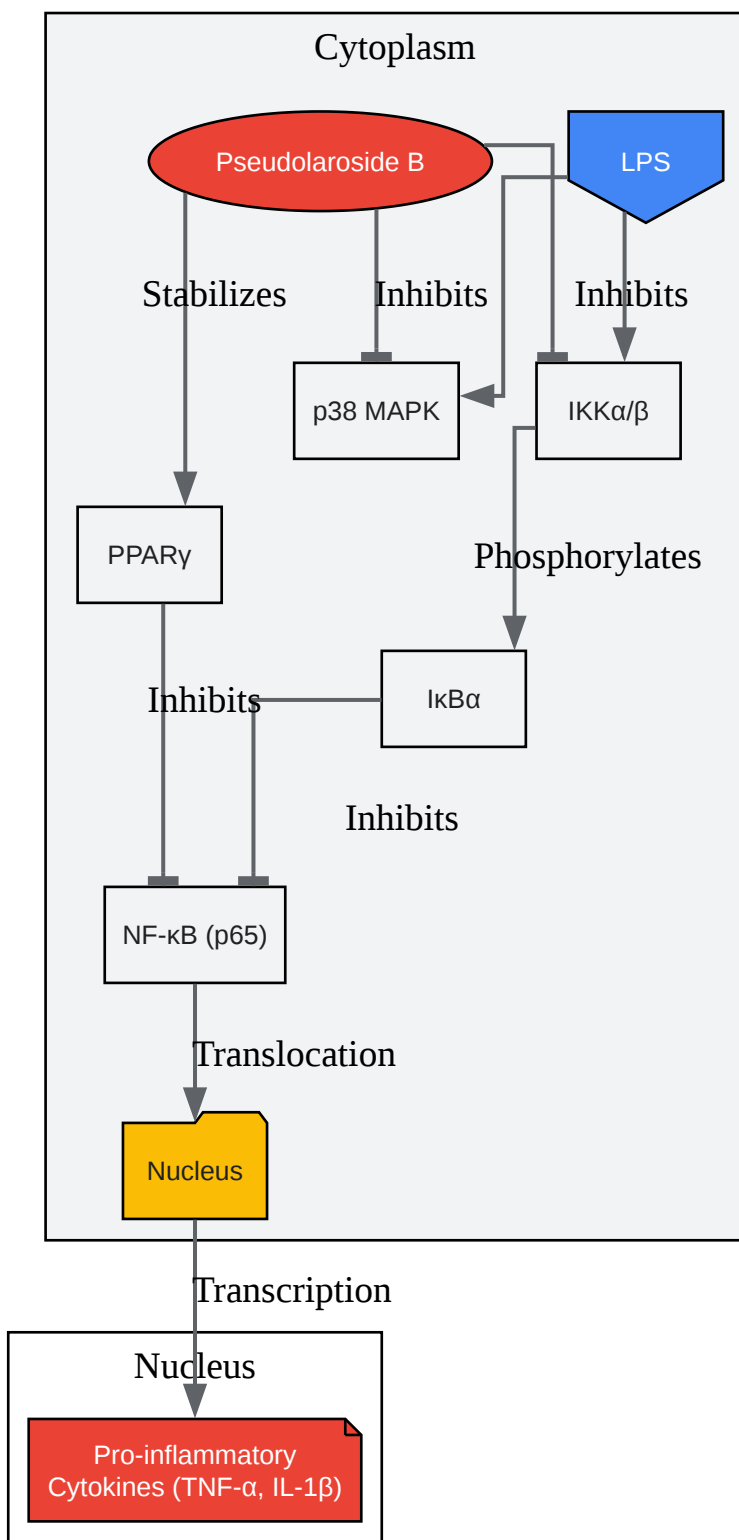 Cytoplasm
Pseudolaroside B
LPS
Stabilizes
Inhibits
Inhibits
p38 MAPK
IKKα/β
PPARγ
Phosphorylates
IκBα
Inhibits
Inhibits
NF-κB (p65)
Translocation
Nucleus
Transcription
Nucleus
Pro-inflammatory
Cytokines (TNF-α, IL-1β)